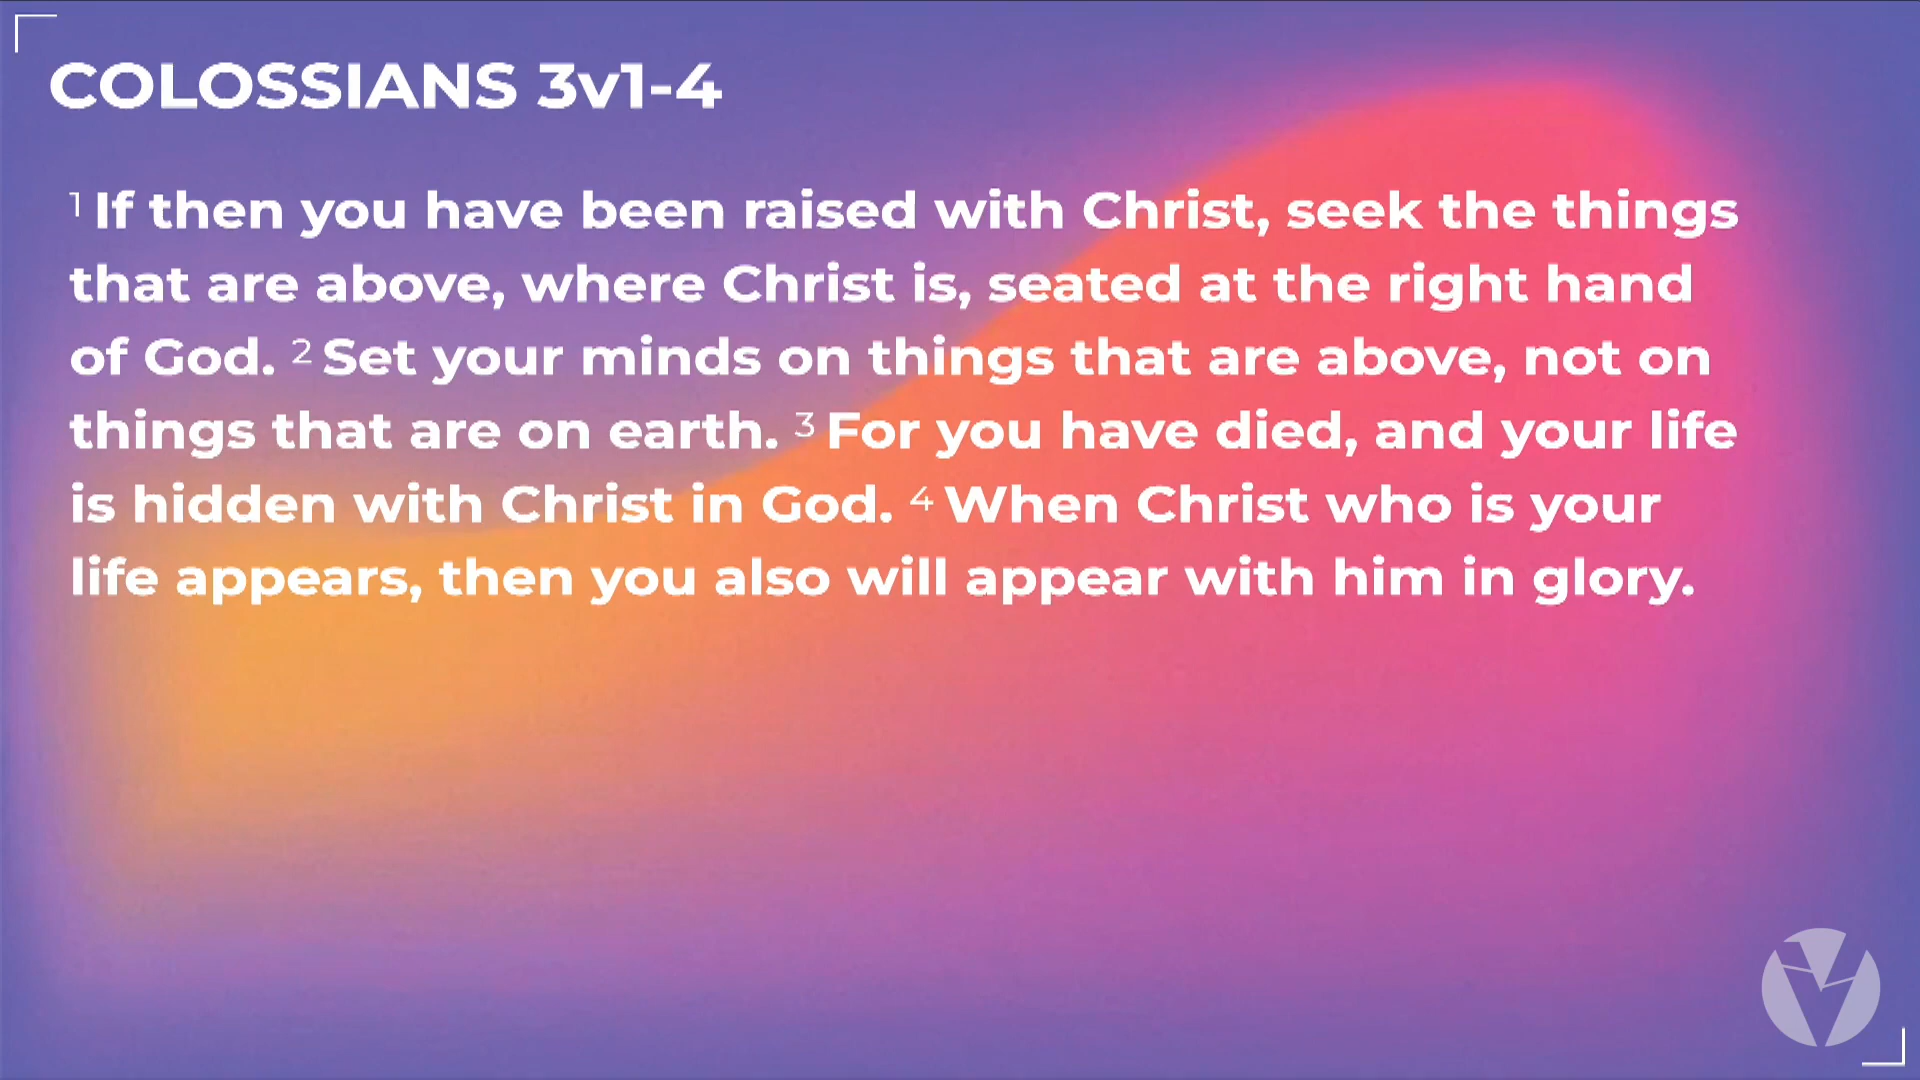 COLOSSIANS 3v1-4
1 If then you have been raised with Christ, seek the things
that are above, where Christ is, seated at the right hand
of God. 2 Set your minds on things that are above, not on
things that are on earth. 3 For you have died, and your life
is hidden with Christ in God. 4 When Christ who is your
life appears, then you also will appear with him in glory.